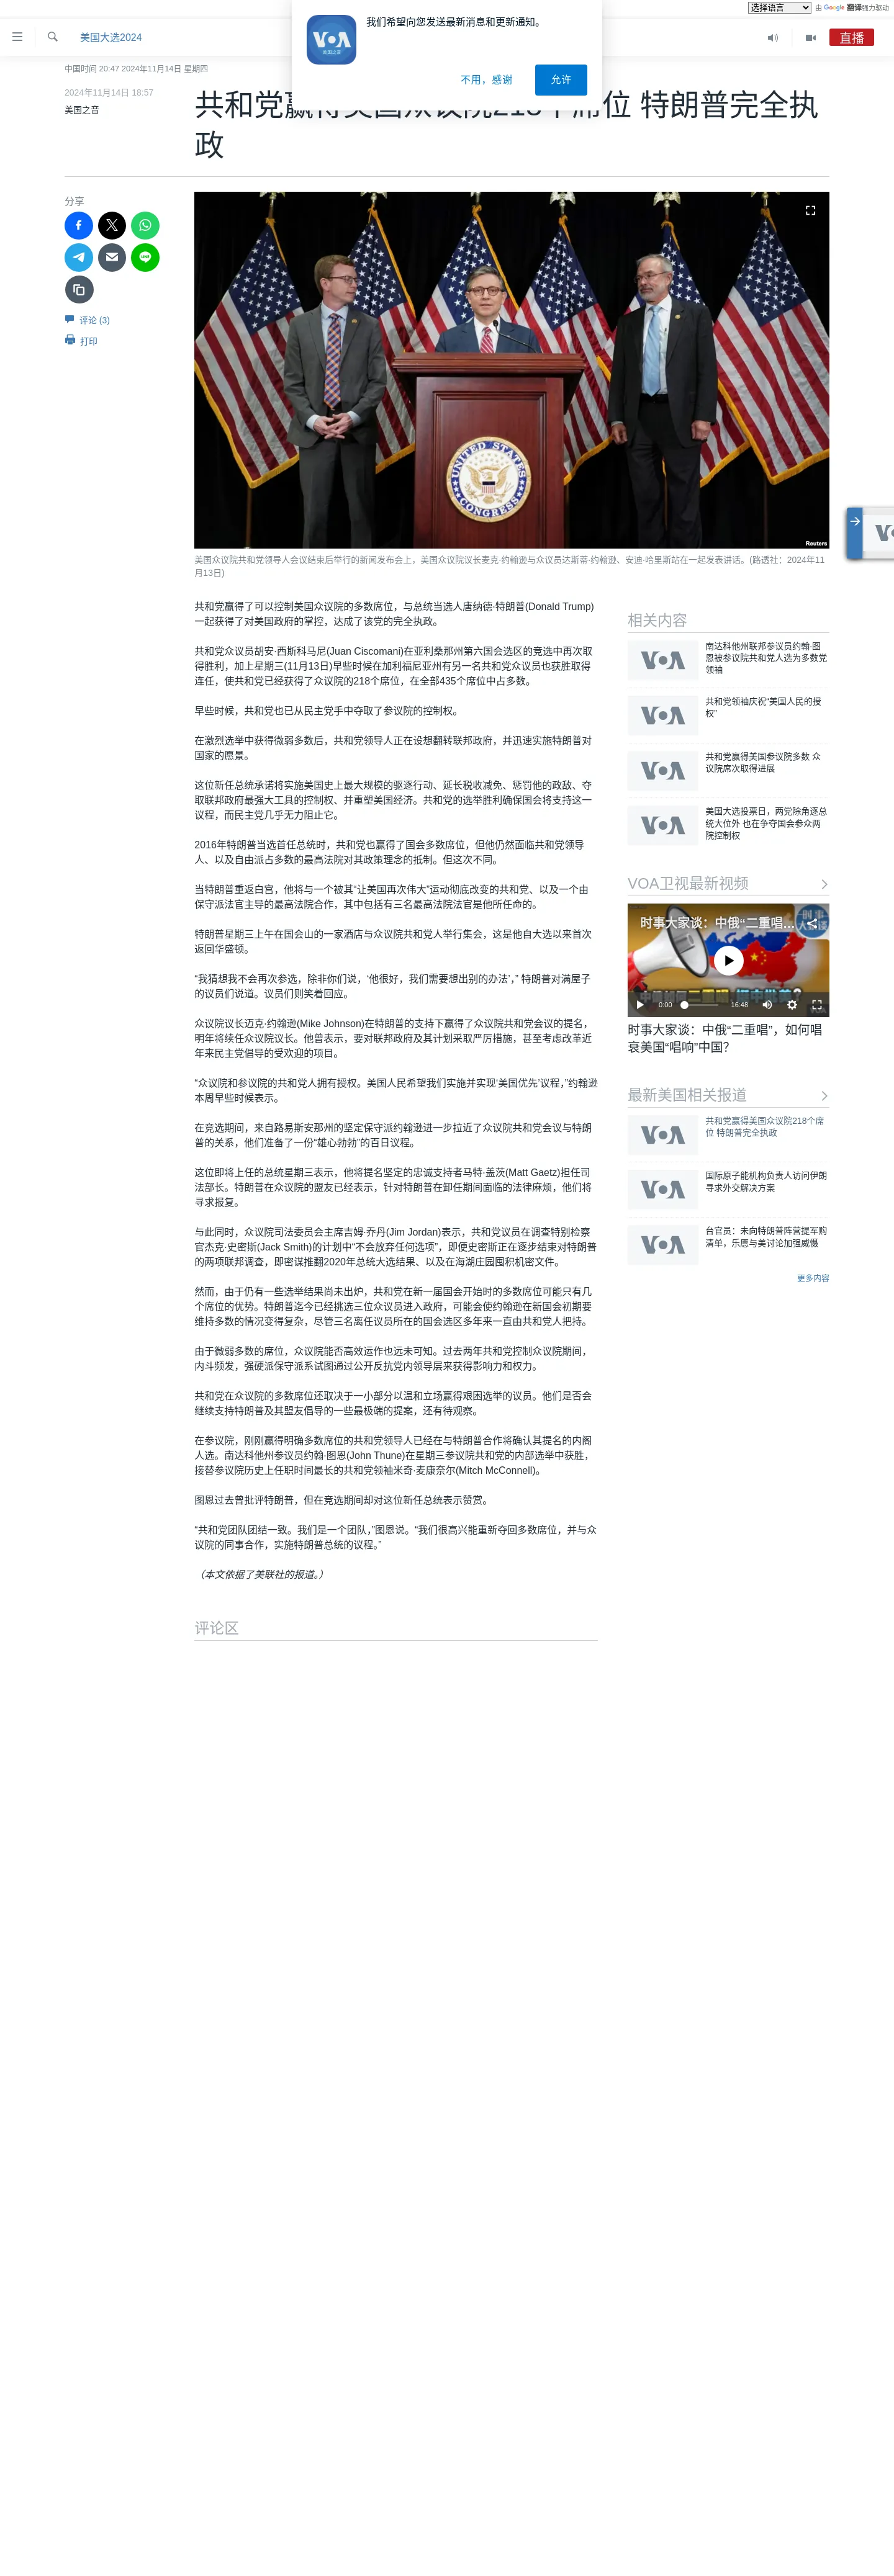 选择语言
由 Google 翻译强力驱动
我们希望向您发送最新消息和更新通知。
VOA
美国之音
不用，感谢
允许
美国大选2024
直播
中国时间 20:47 2024年11月14日 星期四
2024年11月14日 18:57
美国之音
共和党赢得美国众议院218个席位 特朗普完全执
政
分享
评论 (3)
打印
UNITED STATES
CONGRESS
Reuters
美国众议院共和党领导人会议结束后举行的新闻发布会上，美国众议院议长麦克·约翰逊与众议员达斯蒂·约翰逊、安迪·哈里斯站在一起发表讲话。(路透社：2024年11
月13日)
共和党赢得了可以控制美国众议院的多数席位，与总统当选人唐纳德·特朗普(Donald Trump)
一起获得了对美国政府的掌控，达成了该党的完全执政。
共和党众议员胡安·西斯科马尼(Juan Ciscomani)在亚利桑那州第六国会选区的竞选中再次取
得胜利，加上星期三(11月13日)早些时候在加利福尼亚州有另一名共和党众议员也获胜取得
连任，使共和党已经获得了众议院的218个席位，在全部435个席位中占多数。
早些时候，共和党也已从民主党手中夺取了参议院的控制权。
在激烈选举中获得微弱多数后，共和党领导人正在设想翻转联邦政府，并迅速实施特朗普对
国家的愿景。
这位新任总统承诺将实施美国史上最大规模的驱逐行动、延长税收减免、惩罚他的政敌、夺
取联邦政府最强大工具的控制权、并重塑美国经济。共和党的选举胜利确保国会将支持这一
议程，而民主党几乎无力阻止它。
2016年特朗普当选首任总统时，共和党也赢得了国会多数席位，但他仍然面临共和党领导
人、以及自由派占多数的最高法院对其政策理念的抵制。但这次不同。
当特朗普重返白宫，他将与一个被其“让美国再次伟大”运动彻底改变的共和党、以及一个由
保守派法官主导的最高法院合作，其中包括有三名最高法院法官是他所任命的。
特朗普星期三上午在国会山的一家酒店与众议院共和党人举行集会，这是他自大选以来首次
返回华盛顿。
“我猜想我不会再次参选，除非你们说，‘他很好，我们需要想出别的办法’，” 特朗普对满屋子
的议员们说道。议员们则笑着回应。
众议院议长迈克·约翰逊(Mike Johnson)在特朗普的支持下赢得了众议院共和党会议的提名，
明年将续任众议院议长。他曾表示，要对联邦政府及其计划采取严厉措施，甚至考虑改革近
年来民主党倡导的受欢迎的项目。
“众议院和参议院的共和党人拥有授权。美国人民希望我们实施并实现‘美国优先’议程，”约翰逊
本周早些时候表示。
在竞选期间，来自路易斯安那州的坚定保守派约翰逊进一步拉近了众议院共和党会议与特朗
普的关系，他们准备了一份“雄心勃勃”的百日议程。
这位即将上任的总统星期三表示，他将提名坚定的忠诚支持者马特·盖茨(Matt Gaetz)担任司
法部长。特朗普在众议院的盟友已经表示，针对特朗普在卸任期间面临的法律麻烦，他们将
寻求报复。
与此同时，众议院司法委员会主席吉姆·乔丹(Jim Jordan)表示，共和党议员在调查特别检察
官杰克·史密斯(Jack Smith)的计划中“不会放弃任何选项”，即便史密斯正在逐步结束对特朗普
的两项联邦调查，即密谋推翻2020年总统大选结果、以及在海湖庄园囤积机密文件。
然而，由于仍有一些选举结果尚未出炉，共和党在新一届国会开始时的多数席位可能只有几
个席位的优势。特朗普迄今已经挑选三位众议员进入政府，可能会使约翰逊在新国会初期要
维持多数的情况变得复杂，尽管三名离任议员所在的国会选区多年来一直由共和党人把持。
由于微弱多数的席位，众议院能否高效运作也远未可知。过去两年共和党控制众议院期间，
内斗频发，强硬派保守派系试图通过公开反抗党内领导层来获得影响力和权力。
共和党在众议院的多数席位还取决于一小部分以温和立场赢得艰困选举的议员。他们是否会
继续支持特朗普及其盟友倡导的一些最极端的提案，还有待观察。
在参议院，刚刚赢得明确多数席位的共和党领导人已经在与特朗普合作将确认其提名的内阁
人选。南达科他州参议员约翰·图恩(John Thune)在星期三参议院共和党的内部选举中获胜，
接替参议院历史上任职时间最长的共和党领袖米奇·麦康奈尔(Mitch McConnell)。
图恩过去曾批评特朗普，但在竞选期间却对这位新任总统表示赞赏。
“共和党团队团结一致。我们是一个团队，”图恩说。“我们很高兴能重新夺回多数席位，并与众
议院的同事合作，实施特朗普总统的议程。”
（本文依据了美联社的报道。）
评论区
相关内容
VOA
南达科他州联邦参议员约翰·图
恩被参议院共和党人选为多数党
领袖
VOA
共和党领袖庆祝“美国人民的授
权”
VOA
共和党赢得美国参议院多数 众
议院席次取得进展
VOA
美国大选投票日，两党除角逐总
统大位外 也在争夺国会参众两
院控制权
VOA卫视最新视频
时事大家谈：中俄“二重唱...
0:00
16:48
时事大家谈：中俄“二重唱”，如何唱
衰美国“唱响”中国？
最新美国相关报道
VOA
共和党赢得美国众议院218个席
位 特朗普完全执政
VOA
国际原子能机构负责人访问伊朗
寻求外交解决方案
VOA
台官员：未向特朗普阵营提军购
清单，乐愿与美讨论加强威慑
更多内容